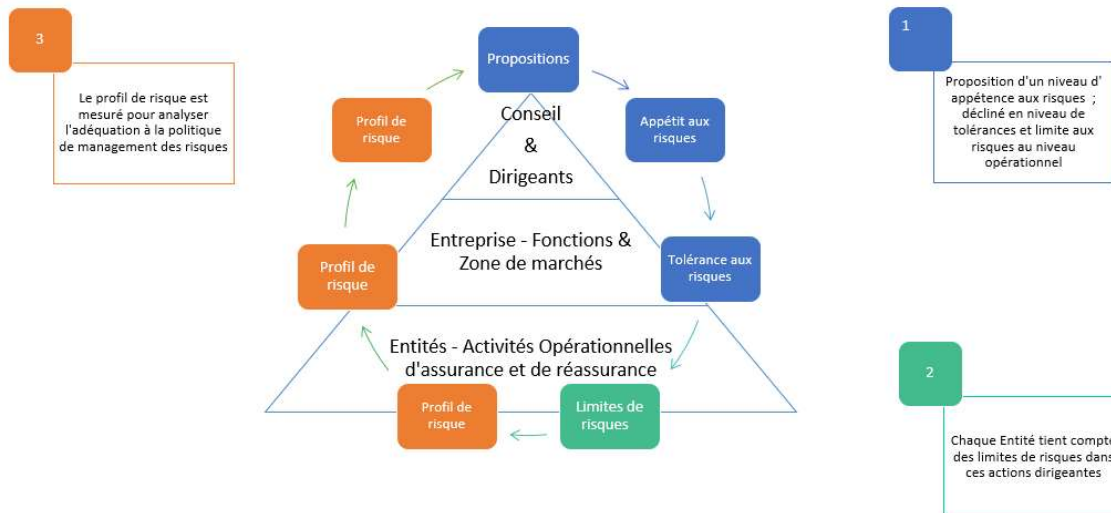 3
Le profil de risque est
mesuré pour analyser
l'adéquation à la politique
de management des risques
Propositions
Profil de
risque
Conseil
&
Dirigeants
Appétit aux
risques
1
Proposition d'un niveau d'
appétence aux risques ;
décliné en niveau de
tolérances et limite aux
risques au niveau
opérationnel
Profil de
risque
Entreprise - Fonctions &
Zone de marchés
Tolérance aux
risques
Entités - Activités Opérationnelles
d'assurance et de réassurance
Profil de
risque
Limites de
risques
2
Chaque Entité tient compte
des limites de risques dans
ces actions dirigeantes